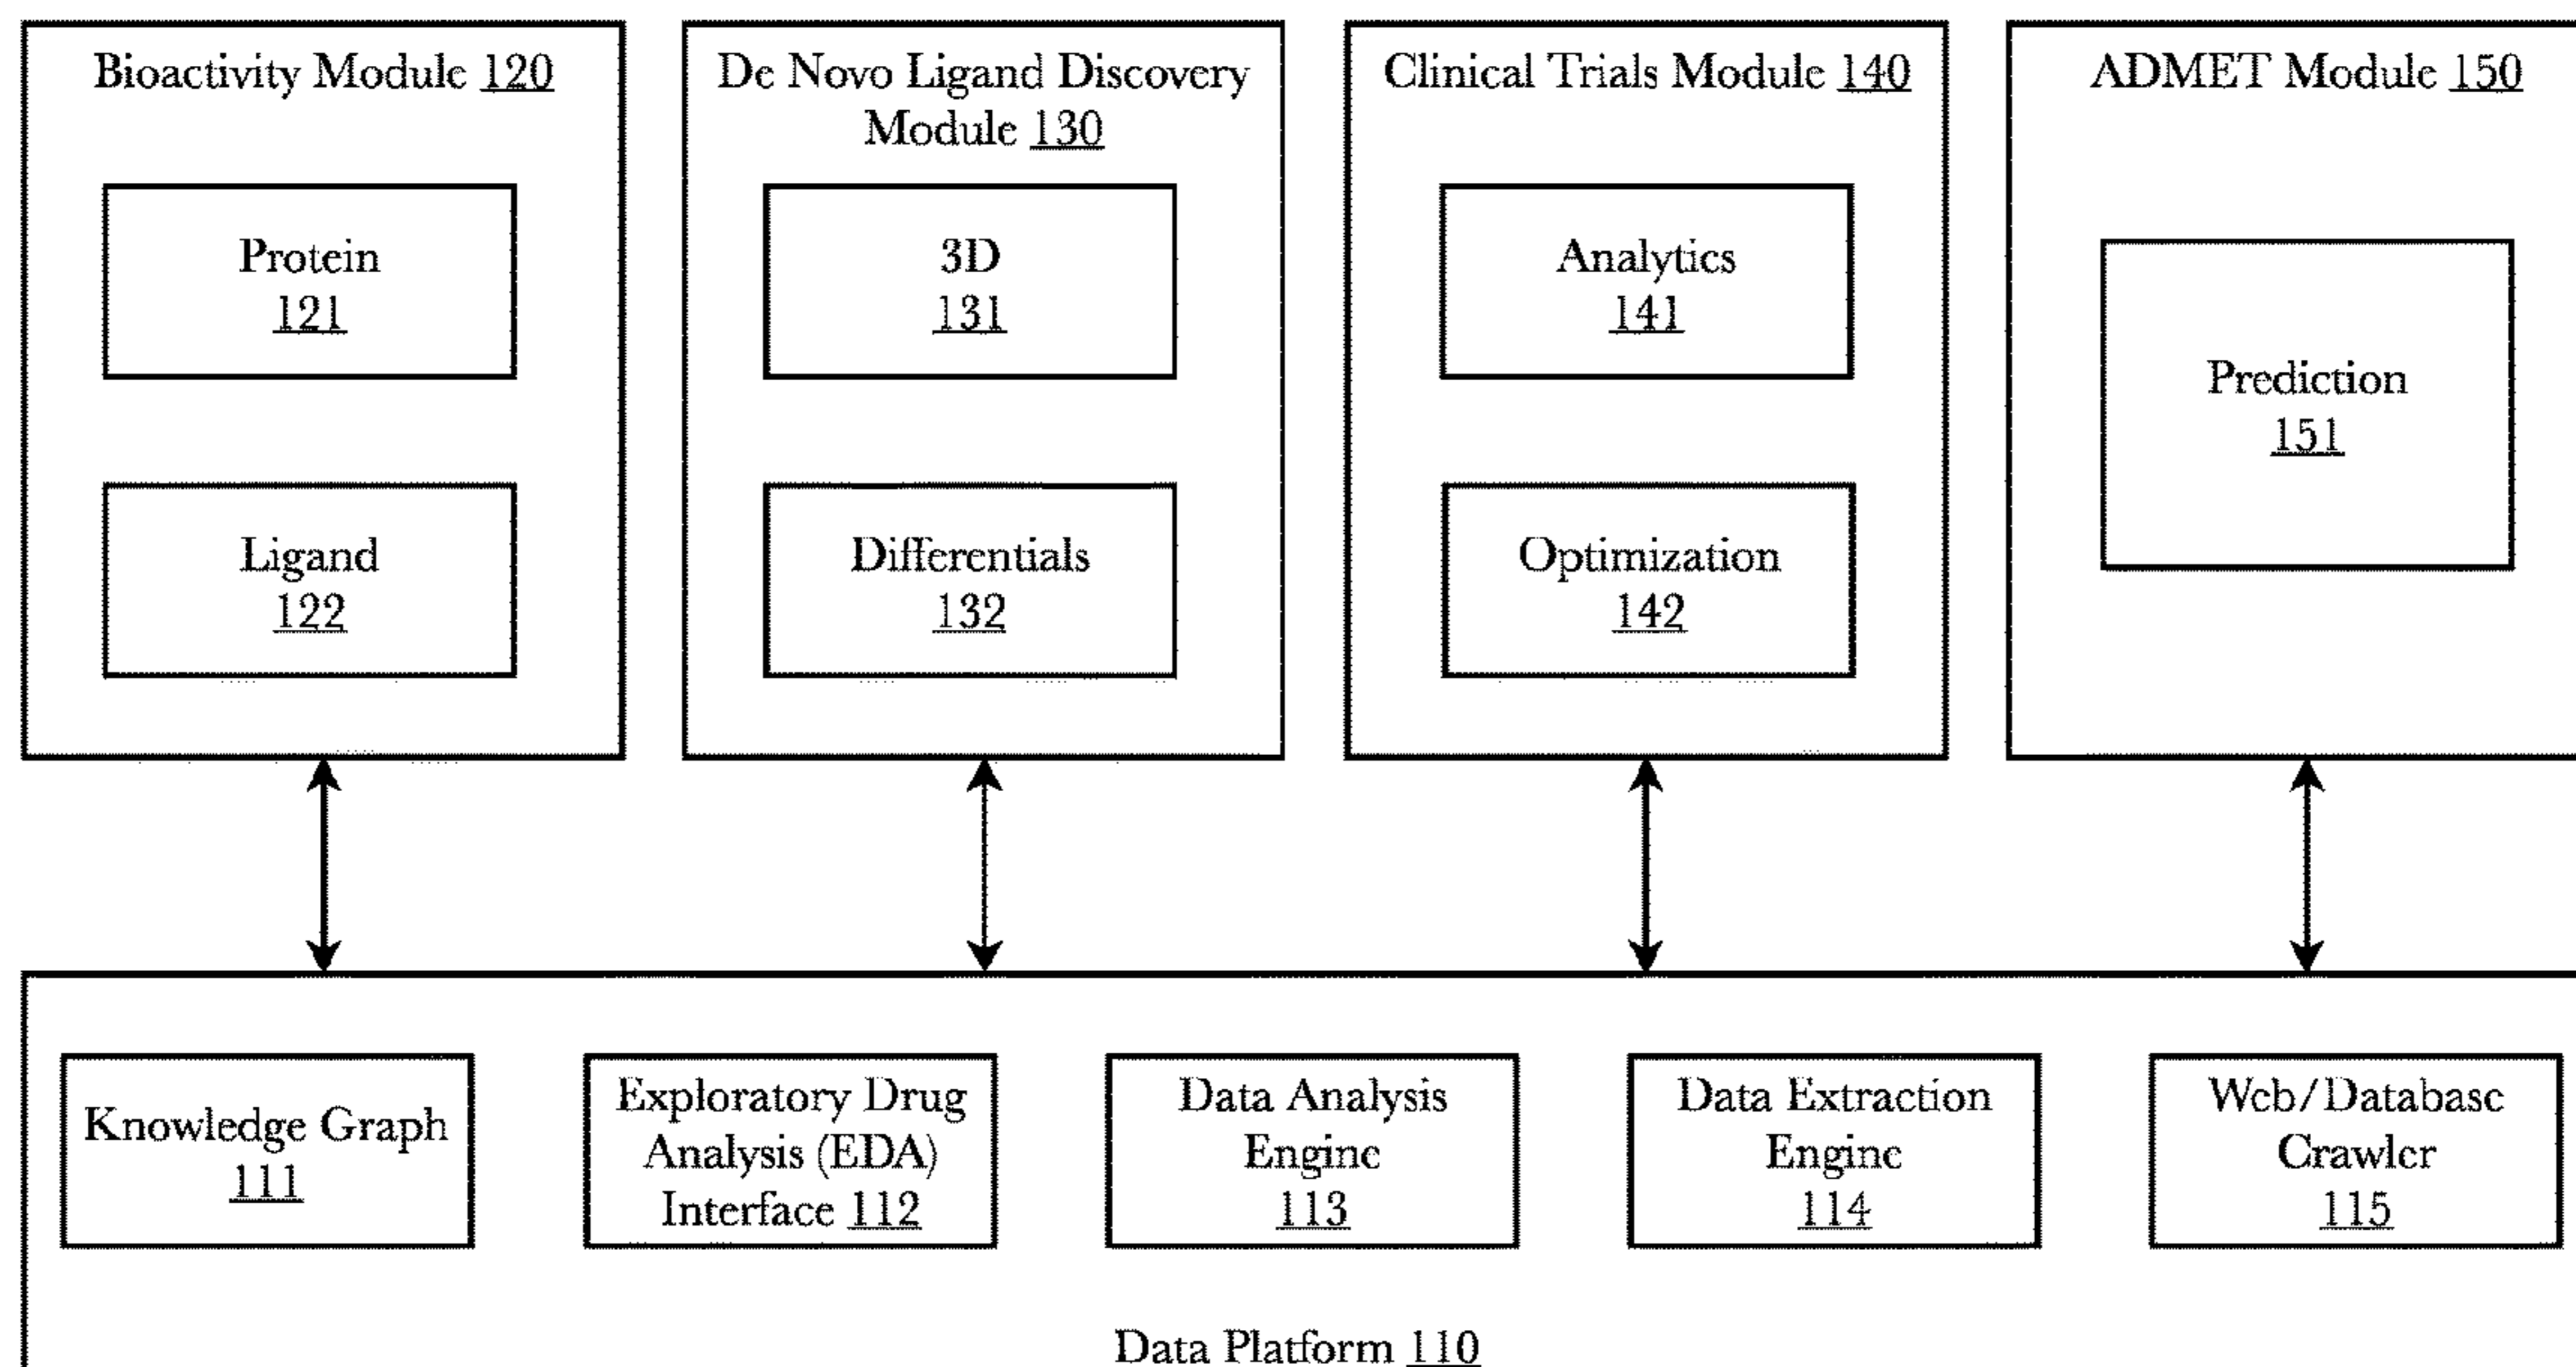 Bioactivity Module 120
Protein
121
Ligand
122
De Novo Ligand Discovery
Module 130
3D
131
Differentials
132
Clinical Trials Module 140
Analytics
141
Optimization
142
ADMET Module 150
Prediction
151
Knowledge Graph
111
Exploratory Drug
Analysis (EDA)
Interface 112
Data Analysis
Engine
113
Data Extraction
Engine
114
Web/Database
Crawler
115
Data Platform 110